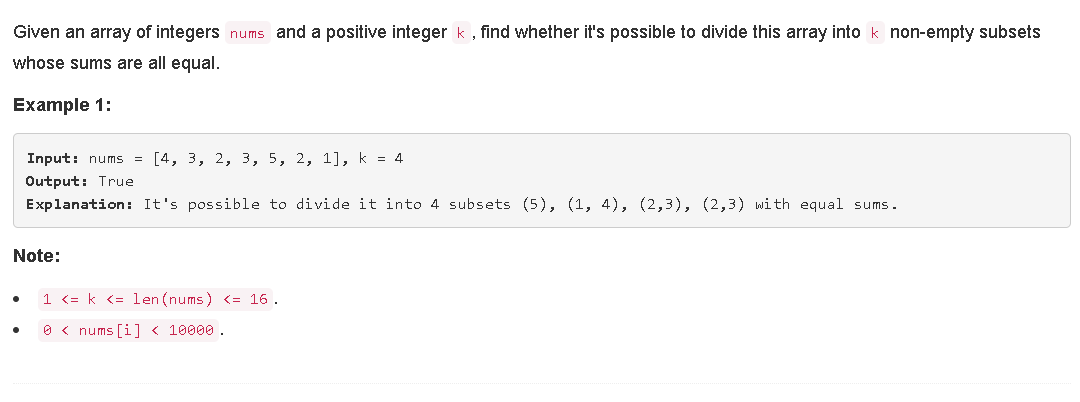 Given an array of integers nums and a positive integer k, find whether it's possible to divide this array into k non-empty subsets
whose sums are all equal.
Example 1:
Input: nums = [4, 3, 2, 3, 5, 2, 1], k = 4
Output: True
Explanation: It's possible to divide it into 4 subsets (5), (1, 4), (2,3), (2,3) with equal sums.
Note:
• 1 <= k <= len(nums) <= 16.
• 0 < nums[i] < 10000.